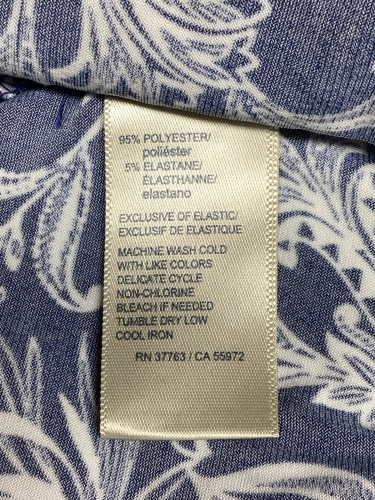 95% POLYESTER/
poliéster
5% ELASTANE/
ÉLASTHANNE/
elastano
EXCLUSIVE OF ELASTIC/
EXCLUSIF DE ELASTIQUE
MACHINE WASH COLD
WITH LIKE COLORS
DELICATE CYCLE
NON-CHLORINE
BLEACH IF NEEDED
TUMBLE DRY LOW
COOL IRON
RN 37763 / CA 55972